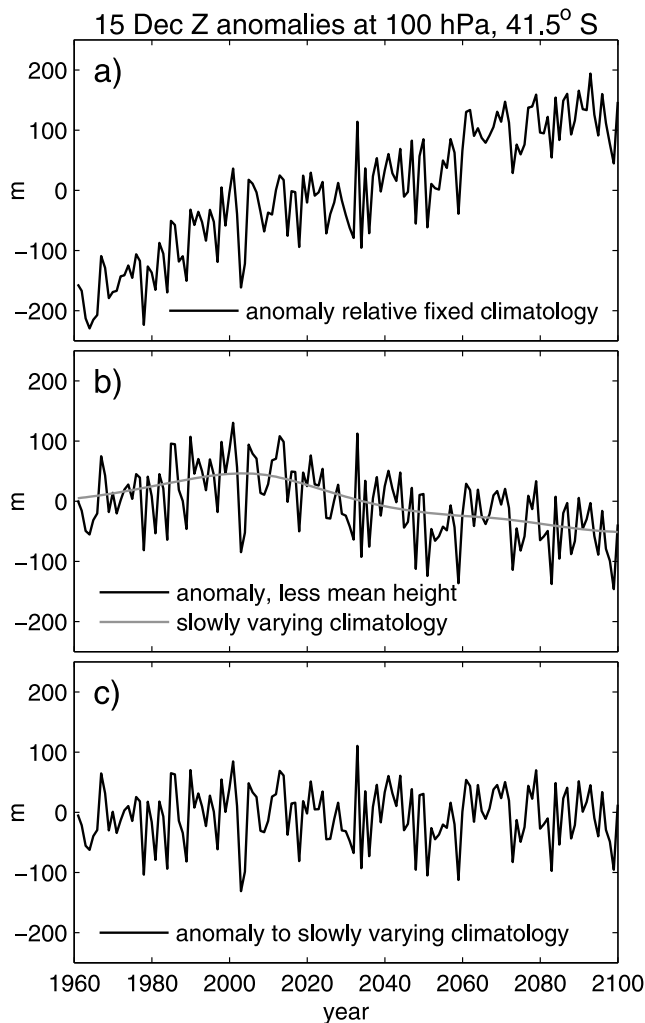 15 Dec Z anomalies at 100 hPa, 41.5° S
a)
200
100
0
−100
−200
m
anomaly relative fixed climatology
b)
200
100
0
−100
−200
m
anomaly, less mean height
slowly varying climatology
c)
200
100
0
−100
−200
m
anomaly to slowly varying climatology
1960 1980 2000 2020 2040 2060 2080 2100
year